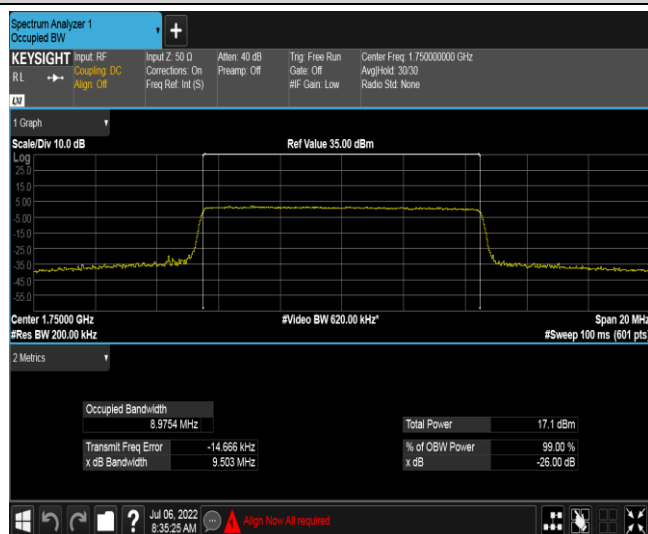 Spectrum Analyzer 1
Occupied BW
+
KEYSIGHT
RL
LXI
Input: RF
Coupling: DC
Align: Off
Input Z: 50 Ω
Corrections: On
Freq Ref: Int (S)
Atten: 40 dB
Preamp: Off
Trig: Free Run
Gate: Off
#IF Gain: Low
Center Freq: 1.750000000 GHz
Avg|Hold: 30/30
Radio Std: None
1 Graph
Scale/Div 10.0 dB
Ref Value 35.00 dBm
Log
25.0
15.0
5.00
-5.00
-15.0
-25.0
-35.0
-45.0
-55.0
Center 1.75000 GHz
#Video BW 620.00 kHz*
Span 20 MHz
#Res BW 200.00 kHz
#Sweep 100 ms (601 pts)
2 Metrics
Occupied Bandwidth
8.9754 MHz
Total Power 17.1 dBm
Transmit Freq Error -14.666 kHz
% of OBW Power 99.00 %
x dB Bandwidth 9.503 MHz
x dB -26.00 dB
?
Jul 06, 2022
8:35:25 AM
Align Now All required